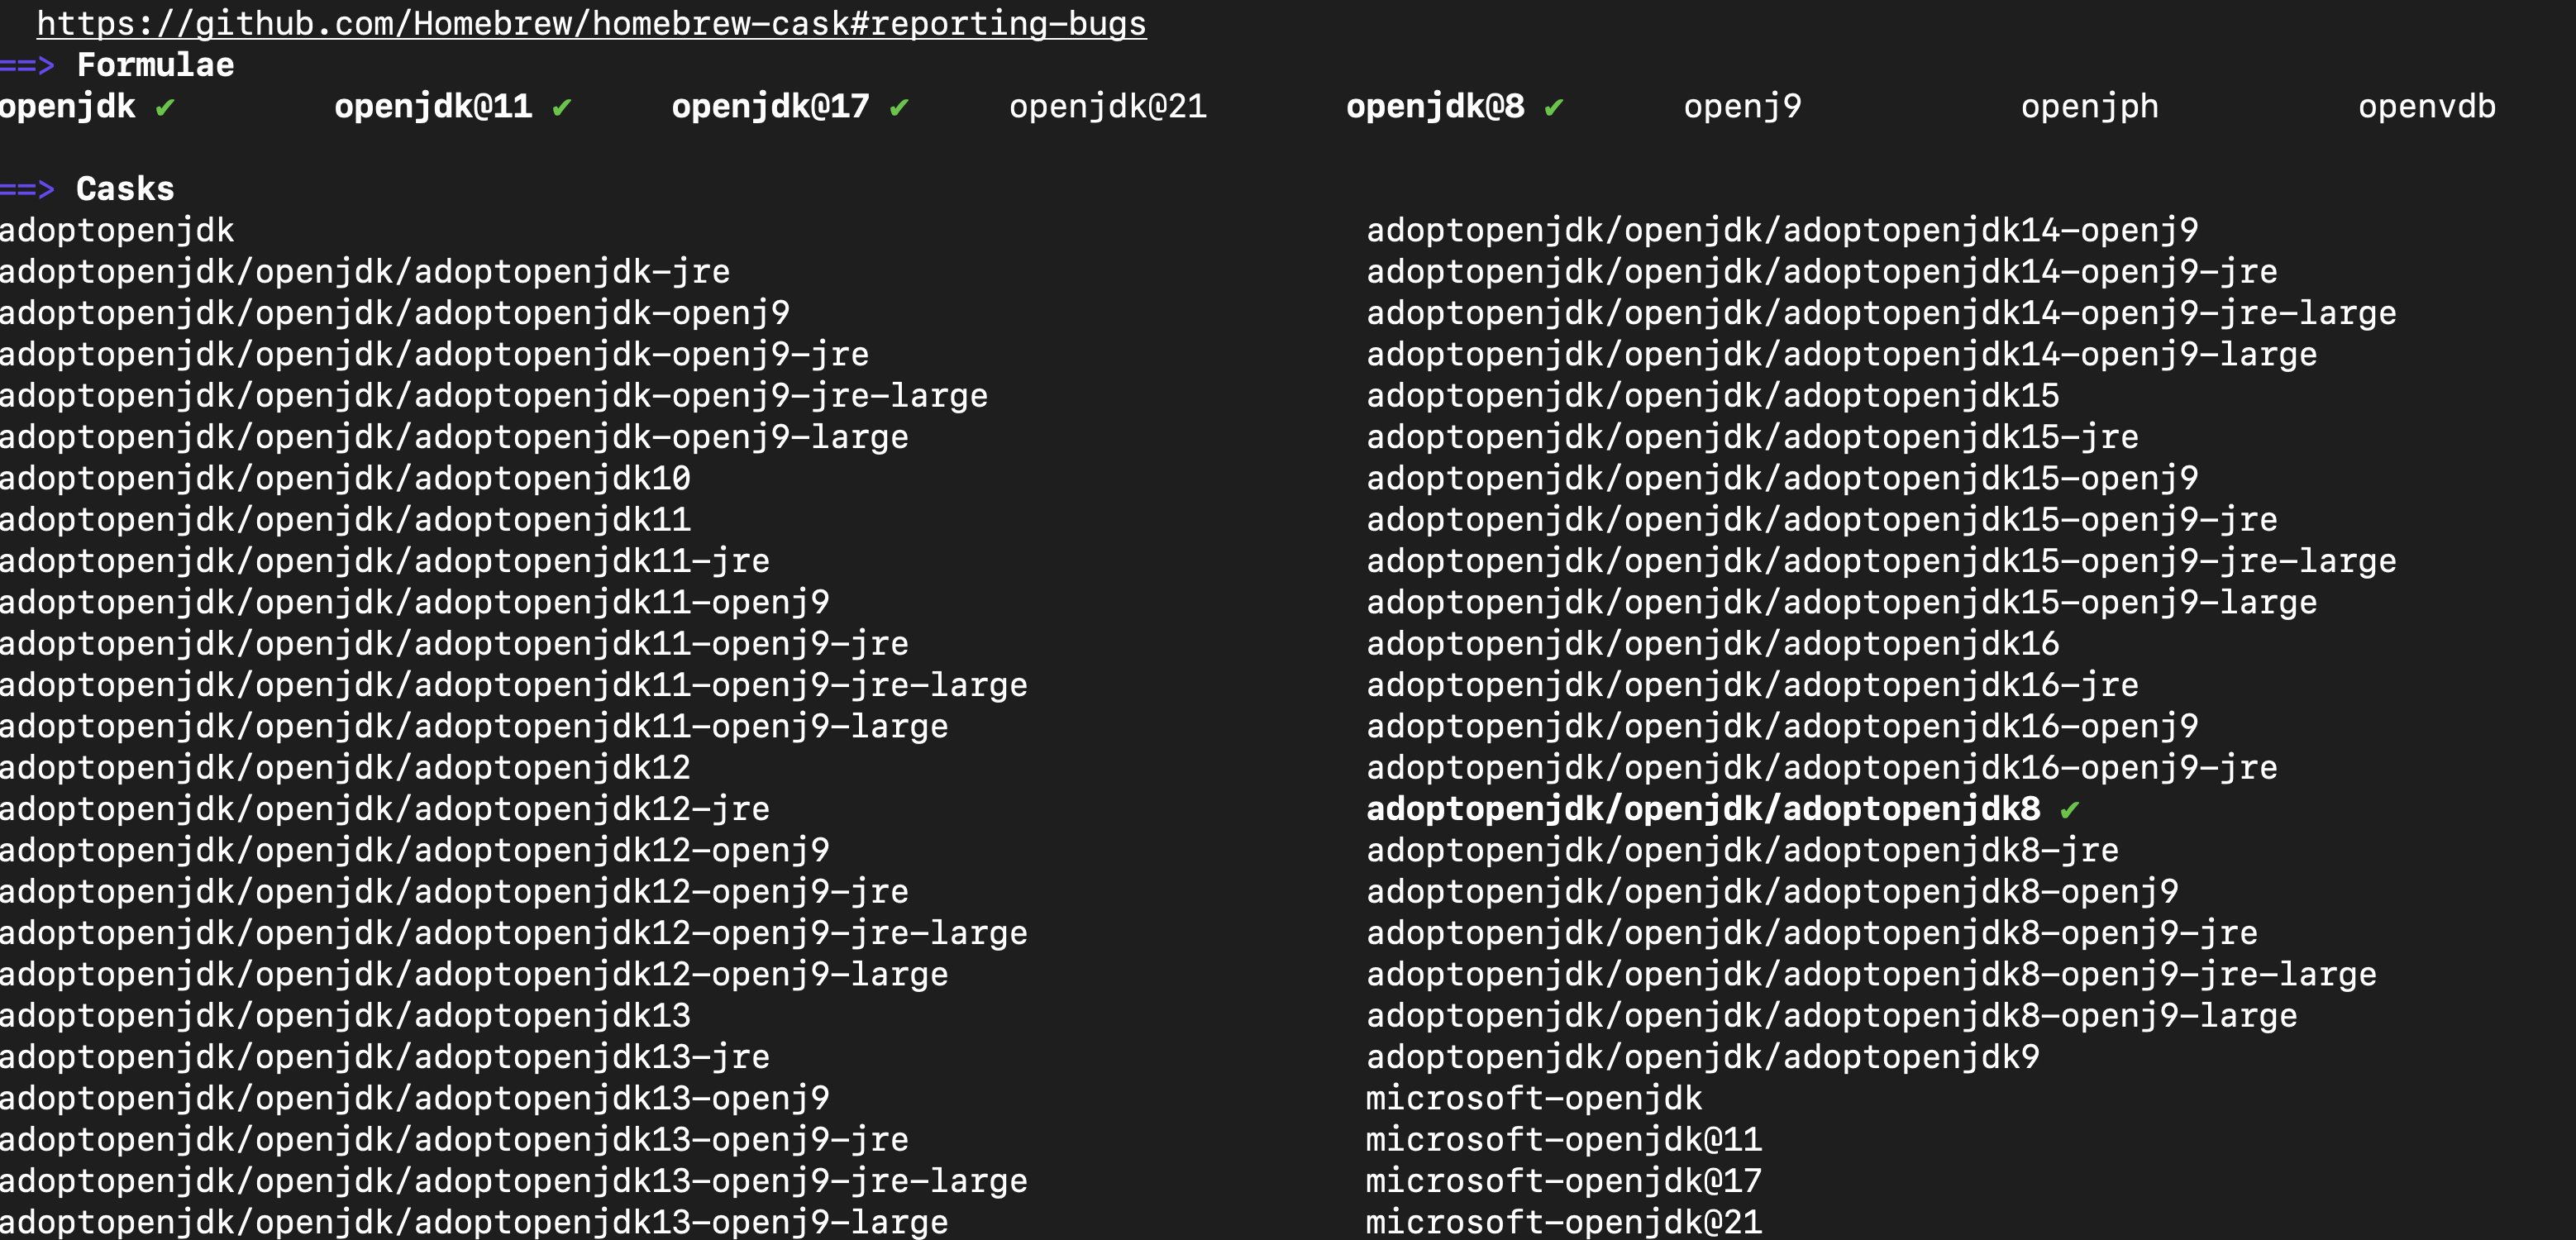 https://github.com/Homebrew/homebrew-cask#reporting-bugs
==> Formulae
openjdk ✔ openjdk@11 ✔ openjdk@17 ✔ openjdk@21 openjdk@8 ✔ openj9 openjph openvdb
==> Casks
adoptopenjdk adoptopenjdk/openjdk/adoptopenjdk14-openj9
adoptopenjdk/openjdk/adoptopenjdk-jre adoptopenjdk/openjdk/adoptopenjdk14-openj9-jre
adoptopenjdk/openjdk/adoptopenjdk-openj9 adoptopenjdk/openjdk/adoptopenjdk14-openj9-jre-large
adoptopenjdk/openjdk/adoptopenjdk-openj9-jre adoptopenjdk/openjdk/adoptopenjdk14-openj9-large
adoptopenjdk/openjdk/adoptopenjdk-openj9-jre-large adoptopenjdk/openjdk/adoptopenjdk15
adoptopenjdk/openjdk/adoptopenjdk-openj9-large adoptopenjdk/openjdk/adoptopenjdk15-jre
adoptopenjdk/openjdk/adoptopenjdk10 adoptopenjdk/openjdk/adoptopenjdk15-openj9
adoptopenjdk/openjdk/adoptopenjdk11 adoptopenjdk/openjdk/adoptopenjdk15-openj9-jre
adoptopenjdk/openjdk/adoptopenjdk11-jre adoptopenjdk/openjdk/adoptopenjdk15-openj9-jre-large
adoptopenjdk/openjdk/adoptopenjdk11-openj9 adoptopenjdk/openjdk/adoptopenjdk15-openj9-large
adoptopenjdk/openjdk/adoptopenjdk11-openj9-jre adoptopenjdk/openjdk/adoptopenjdk16
adoptopenjdk/openjdk/adoptopenjdk11-openj9-jre-large adoptopenjdk/openjdk/adoptopenjdk16-jre
adoptopenjdk/openjdk/adoptopenjdk11-openj9-large adoptopenjdk/openjdk/adoptopenjdk16-openj9
adoptopenjdk/openjdk/adoptopenjdk12 adoptopenjdk/openjdk/adoptopenjdk16-openj9-jre
adoptopenjdk/openjdk/adoptopenjdk12-jre adoptopenjdk/openjdk/adoptopenjdk8 ✔
adoptopenjdk/openjdk/adoptopenjdk12-openj9 adoptopenjdk/openjdk/adoptopenjdk8-jre
adoptopenjdk/openjdk/adoptopenjdk12-openj9-jre adoptopenjdk/openjdk/adoptopenjdk8-openj9
adoptopenjdk/openjdk/adoptopenjdk12-openj9-jre-large adoptopenjdk/openjdk/adoptopenjdk8-openj9-jre
adoptopenjdk/openjdk/adoptopenjdk12-openj9-large adoptopenjdk/openjdk/adoptopenjdk8-openj9-jre-large
adoptopenjdk/openjdk/adoptopenjdk13 adoptopenjdk/openjdk/adoptopenjdk8-openj9-large
adoptopenjdk/openjdk/adoptopenjdk13-jre adoptopenjdk/openjdk/adoptopenjdk9
adoptopenjdk/openjdk/adoptopenjdk13-openj9 microsoft-openjdk
adoptopenjdk/openjdk/adoptopenjdk13-openj9-jre microsoft-openjdk@11
adoptopenjdk/openjdk/adoptopenjdk13-openj9-jre-large microsoft-openjdk@17
adoptopenjdk/openjdk/adoptopenjdk13-openj9-large microsoft-openjdk@21